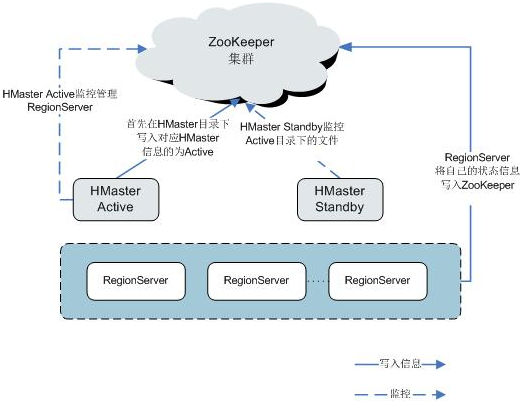 ZooKeeper
集群
HMaster Active监控管理
RegionServer
首先在HMaster目录下
写入对应HMaster
信息的为Active
HMaster Standby监控
Active目录下的文件
RegionServer
将自己的状态信息
写入ZooKeeper
HMaster
Active
HMaster
Standby
RegionServer
RegionServer
RegionServer
写入信息
监控